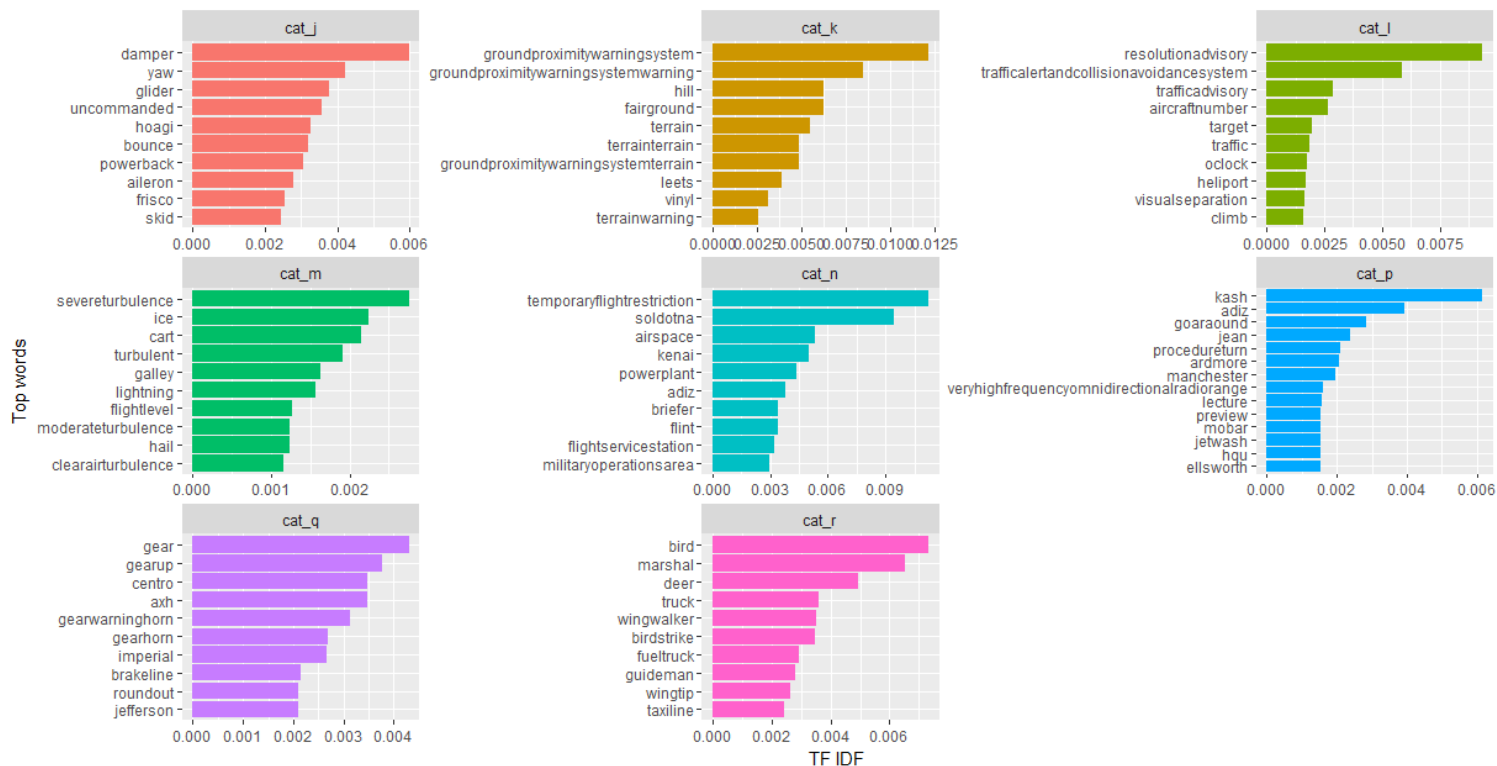 cat_j
damper
yaw
glider
uncommanded
hoagi
bounce
powerback
aileron
frisco
skid
0.000 0.002 0.004 0.006
cat_k
groundproximitywarningsystem
groundproximitywarningsystemwarning
hill
fairground
terrain
terrainterrain
groundproximitywarningsystemterrain
leets
vinyl
terrainwarning
0.0000 0.0025 0.0050 0.0075 0.0100 0.0125
cat_l
resolutionadvisory
trafficalertandcollisionavoidancesystem
trafficadvisory
aircraftnumber
target
traffic
oclock
heliport
visualseparation
climb
0.0000 0.0025 0.0050 0.0075
Top words
cat_m
severeturbulence
ice
cart
turbulent
galley
lightning
flightlevel
moderateturbulence
hail
clearairturbulence
0.000 0.001 0.002
cat_n
temporaryflightrestriction
soldotna
airspace
kenai
powerplant
adiz
briefer
flint
flightservicestation
militaryoperationsarea
0.000 0.003 0.006 0.009
cat_p
kash
adiz
goaraound
jean
procedureturn
ardmore
manchester
veryhighfrequencyomnidirectionalradiorange
lecture
preview
mobar
jetwash
hqu
ellsworth
0.000 0.002 0.004 0.006
cat_q
gear
gearup
centro
axh
gearwarninghorn
gearhorn
imperial
brakeline
roundout
jefferson
0.000 0.001 0.002 0.003 0.004
cat_r
bird
marshal
deer
truck
wingwalker
birdstrike
fueltruck
guideman
wingtip
taxiline
0.000 0.002 0.004 0.006
TF IDF